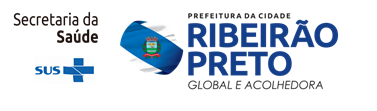 Secretaria da
Saúde
SUS
PREFEITURA DA CIDADE
RIBEIRÃO
PRETO
GLOBAL E ACOLHEDORA